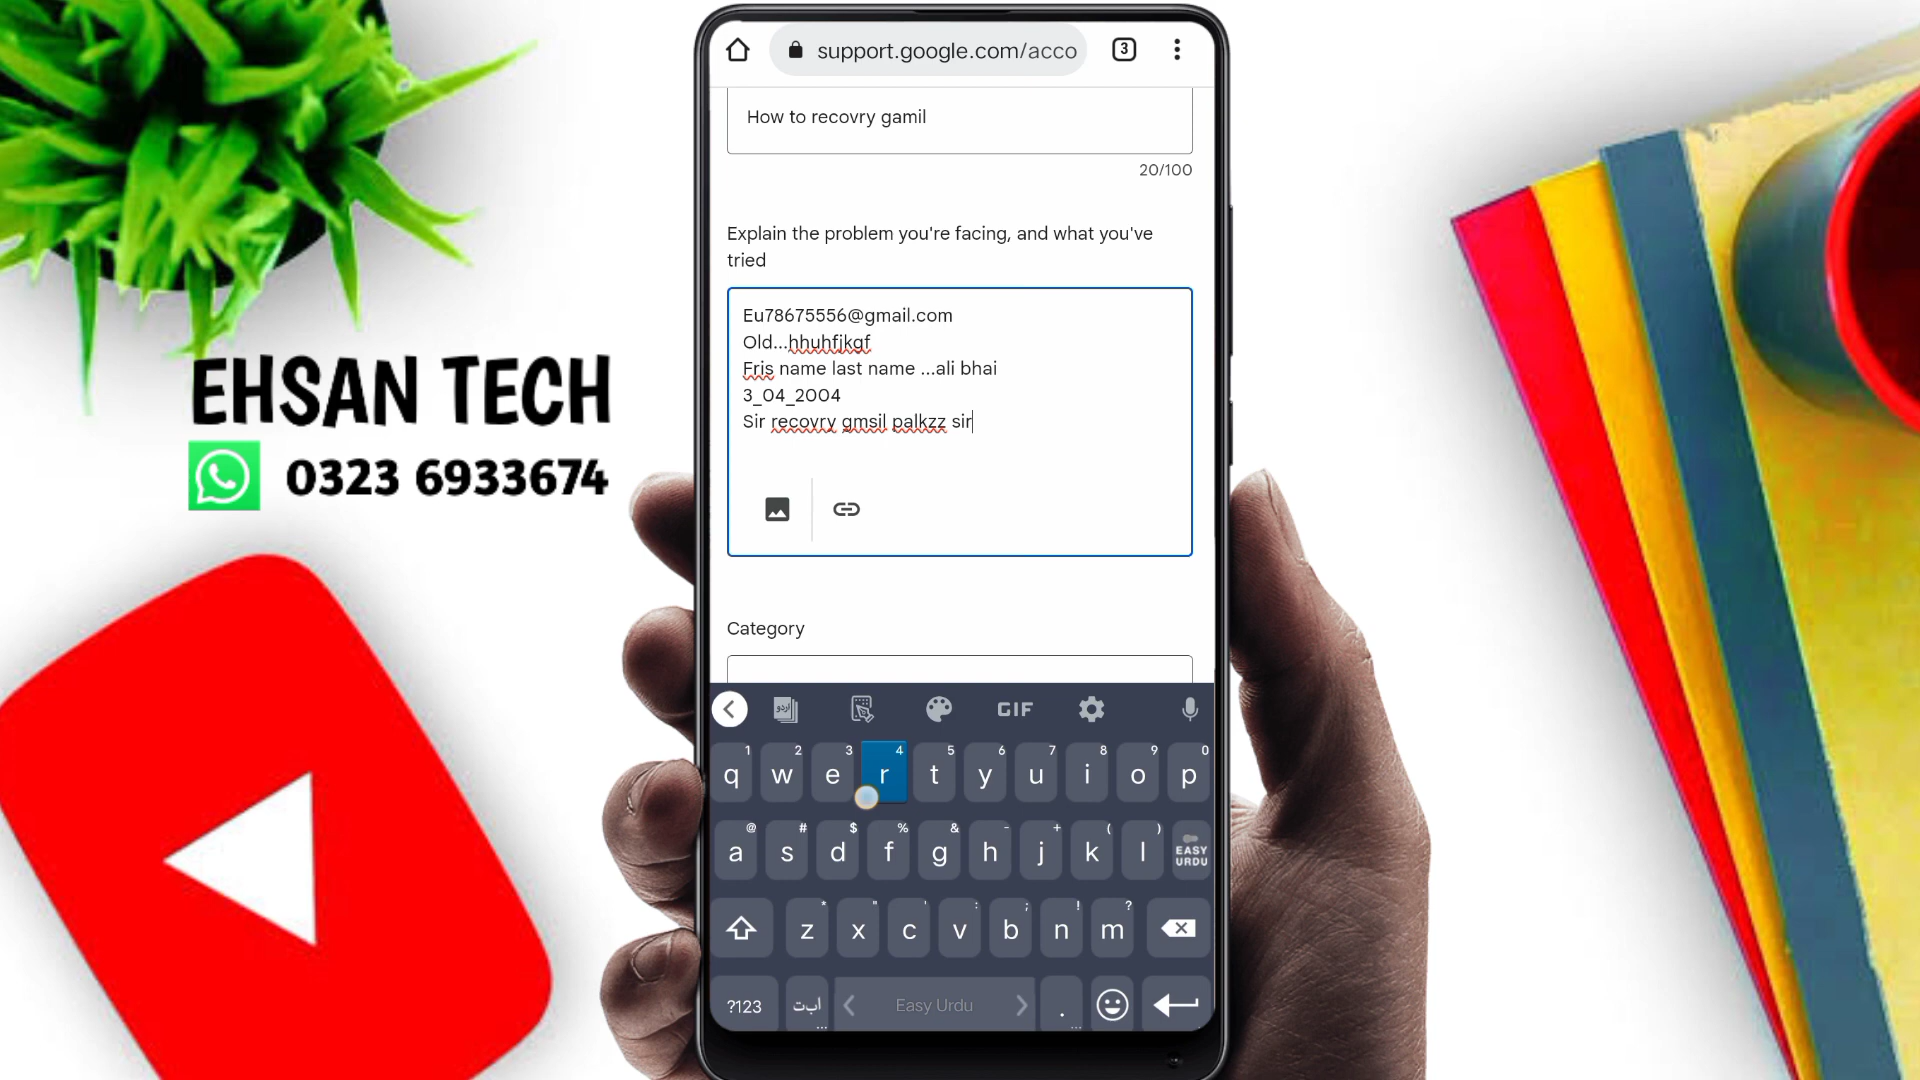 support.google.com/acco
3
How to recovry gamil
20/100
Explain the problem you're facing, and what you've
tried
Eu78675556@gmail.com
Old...hhuhfjkgf
Fris name last name ...ali bhai
3_04_2004
Sir recovry gmsil palkzz sir
Category
EHSAN TECH
0323 6933674
اردو
GIF
1 2 3 4 5 6 7 8 9 0
q w e r t y u i o p
@ # $ % & - + ( )
a s d f g h j k l EASY URDU
* " ' : ; ! ?
z x c v b n m
?123 ابت ... Easy Urdu . ...